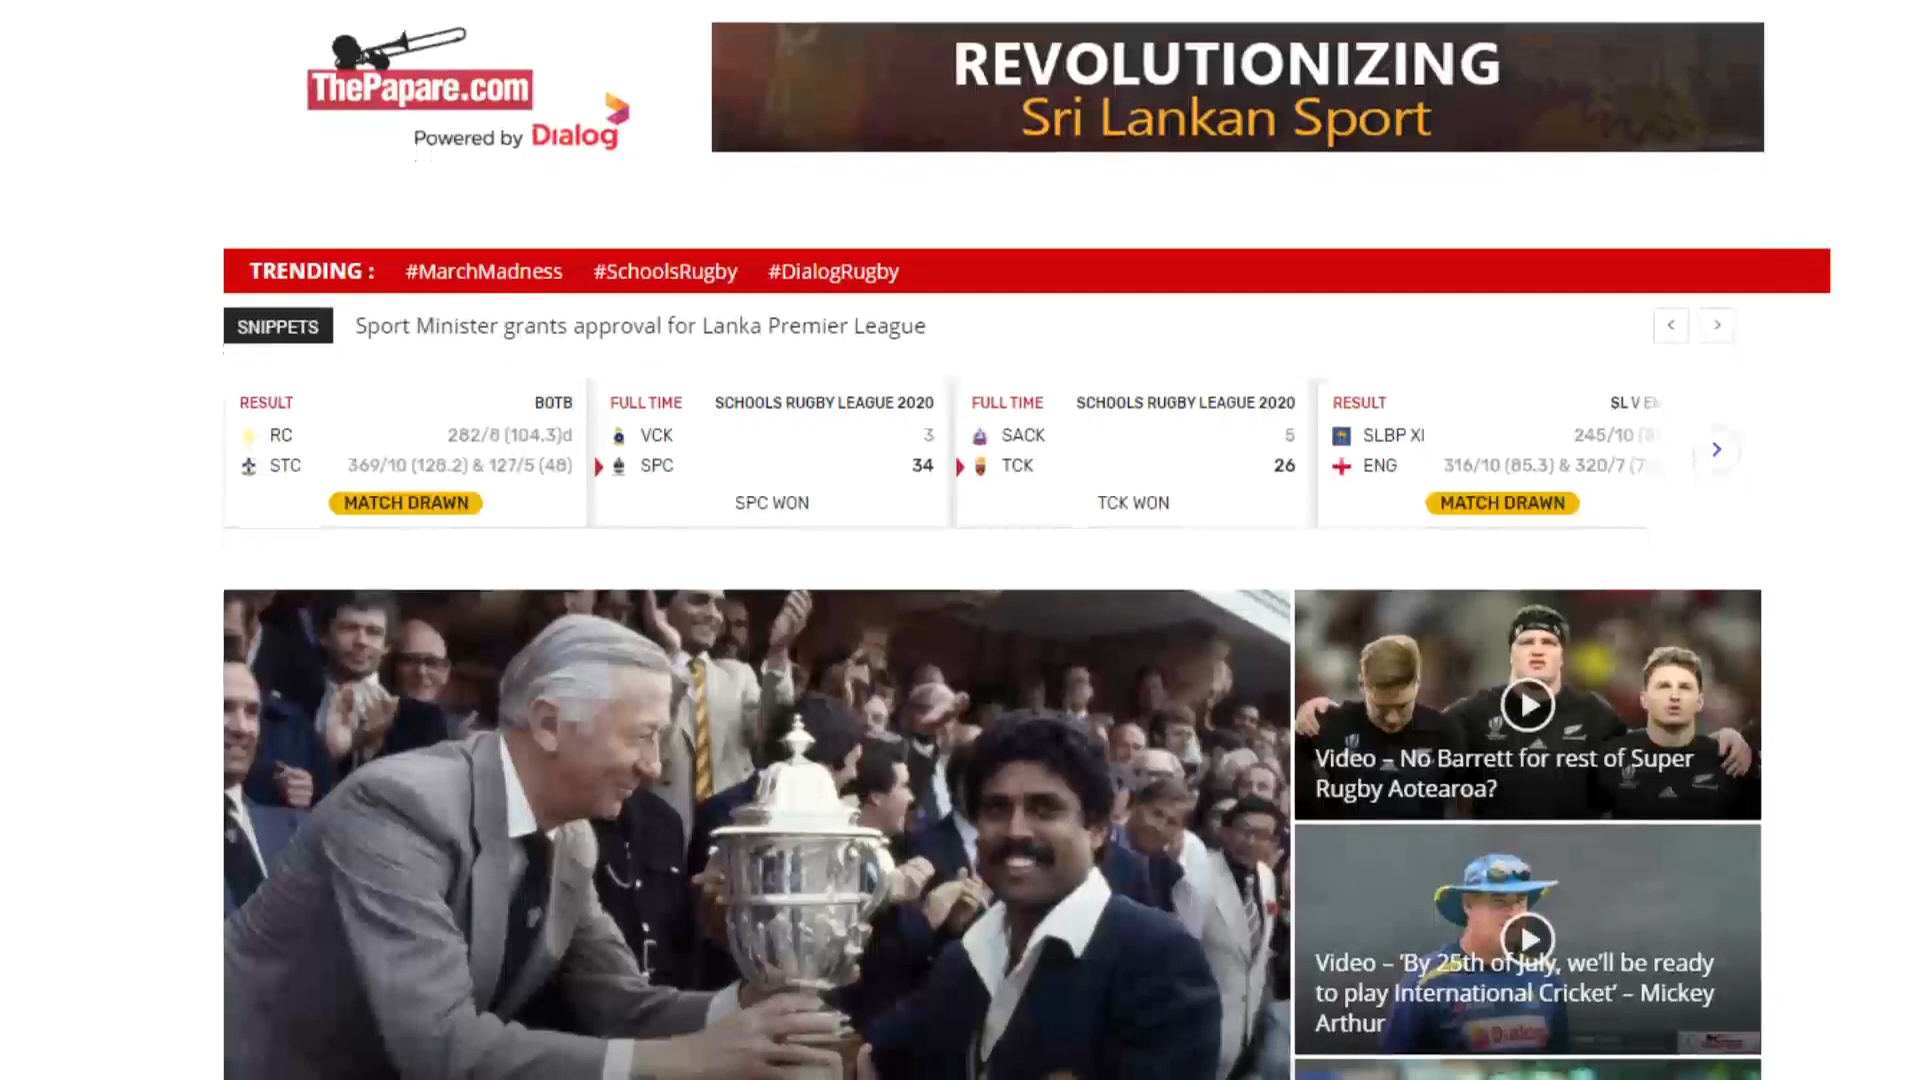 ThePapare.com
Powered by Dialog
REVOLUTIONIZING
Sri Lankan Sport
TRENDING : #MarchMadness #SchoolsRugby #DialogRugby
SNIPPETS Sport Minister grants approval for Lanka Premier League
RESULT BOTB
RC 282/8 (104.3)d
STC 369/10 (128.2) & 127/5 (48)
MATCH DRAWN
FULL TIME SCHOOLS RUGBY LEAGUE 2020
VCK 3
SPC 34
SPC WON
FULL TIME SCHOOLS RUGBY LEAGUE 2020
SACK 5
TCK 26
TCK WON
RESULT SL V
SLBP XI 245/10
ENG 316/10 (85.3) & 320/7
MATCH DRAWN
Video – No Barrett for rest of Super
Rugby Aotearoa?
Video – ‘By 25th of July, we’ll be ready
to play International Cricket’ – Mickey
Arthur
Dialog